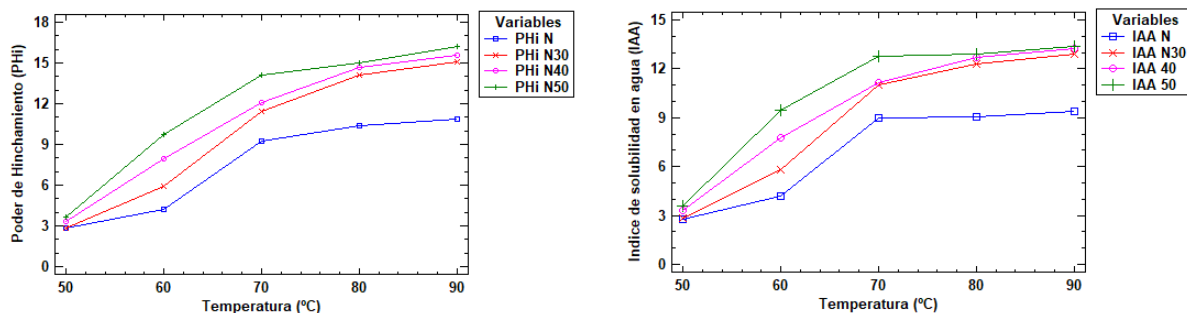 Poder de Hinchamiento (PHi)
18
15
12
9
6
3
0
50 60 70 80 90
Temperatura (ºC)
Variables
PHi N
PHi N30
PHi N40
PHi N50
Indice de solubilidad en agua (IAA)
15
12
9
6
3
0
50 60 70 80 90
Temperatura (ºC)
Variables
IAA N
IAA N30
IAA 40
IAA 50